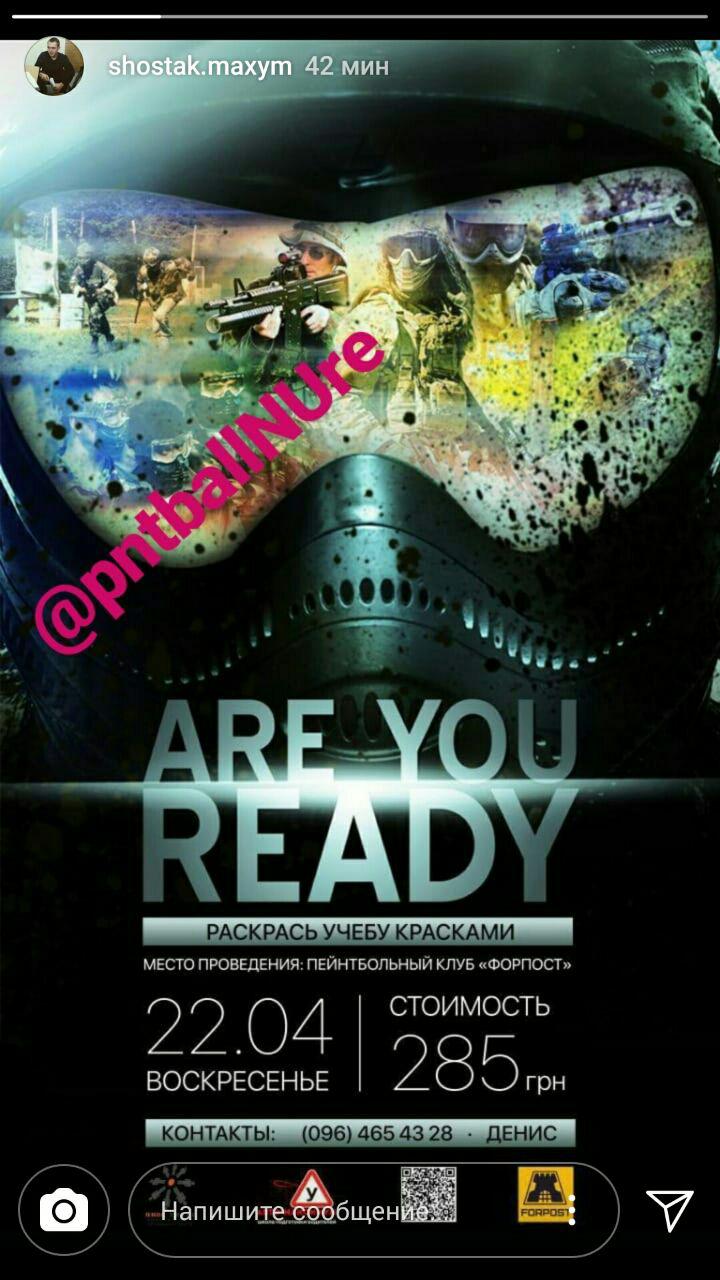 shostak.maxym 42 мин
@pntballNUre
ARE YOU
READY
РАСКРАСЬ УЧЕБУ КРАСКАМИ
МЕСТО ПРОВЕДЕНИЯ: ПЕЙНТБОЛЬНЫЙ КЛУБ «ФОРПОСТ»
22.04
ВОСКРЕСЕНЬЕ
СТОИМОСТЬ
285 грн
КОНТАКТЫ: (096) 465 43 28 · ДЕНИС
У
FORPOST
Напишите сообщение